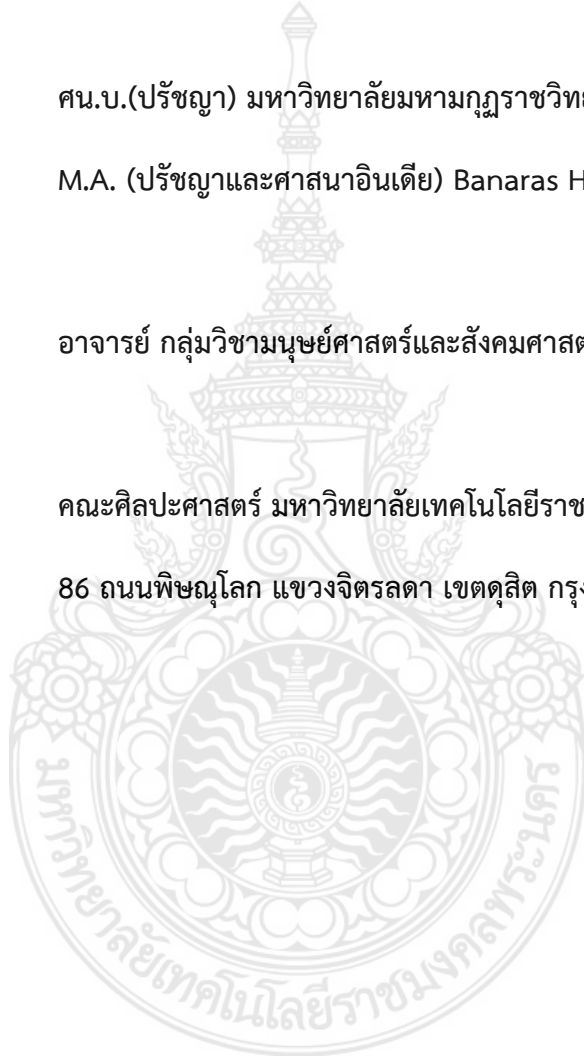 ศน.บ.(ปรัชญา) มหาวิทยาลัยมหามกุฏราชวิทย
M.A. (ปรัชญาและศาสนาอินเดีย) Banaras H
อาจารย์ กลุ่มวิชามนุษย์ศาสตร์และสังคมศาสต
คณะศิลปะศาสตร์ มหาวิทยาลัยเทคโนโลยีราช
86 ถนนพิษณุโลก แขวงจิตรลดา เขตดุสิต กรุง
มหาวิทยาลัยเทคโนโลยีราชมงคลพระนคร